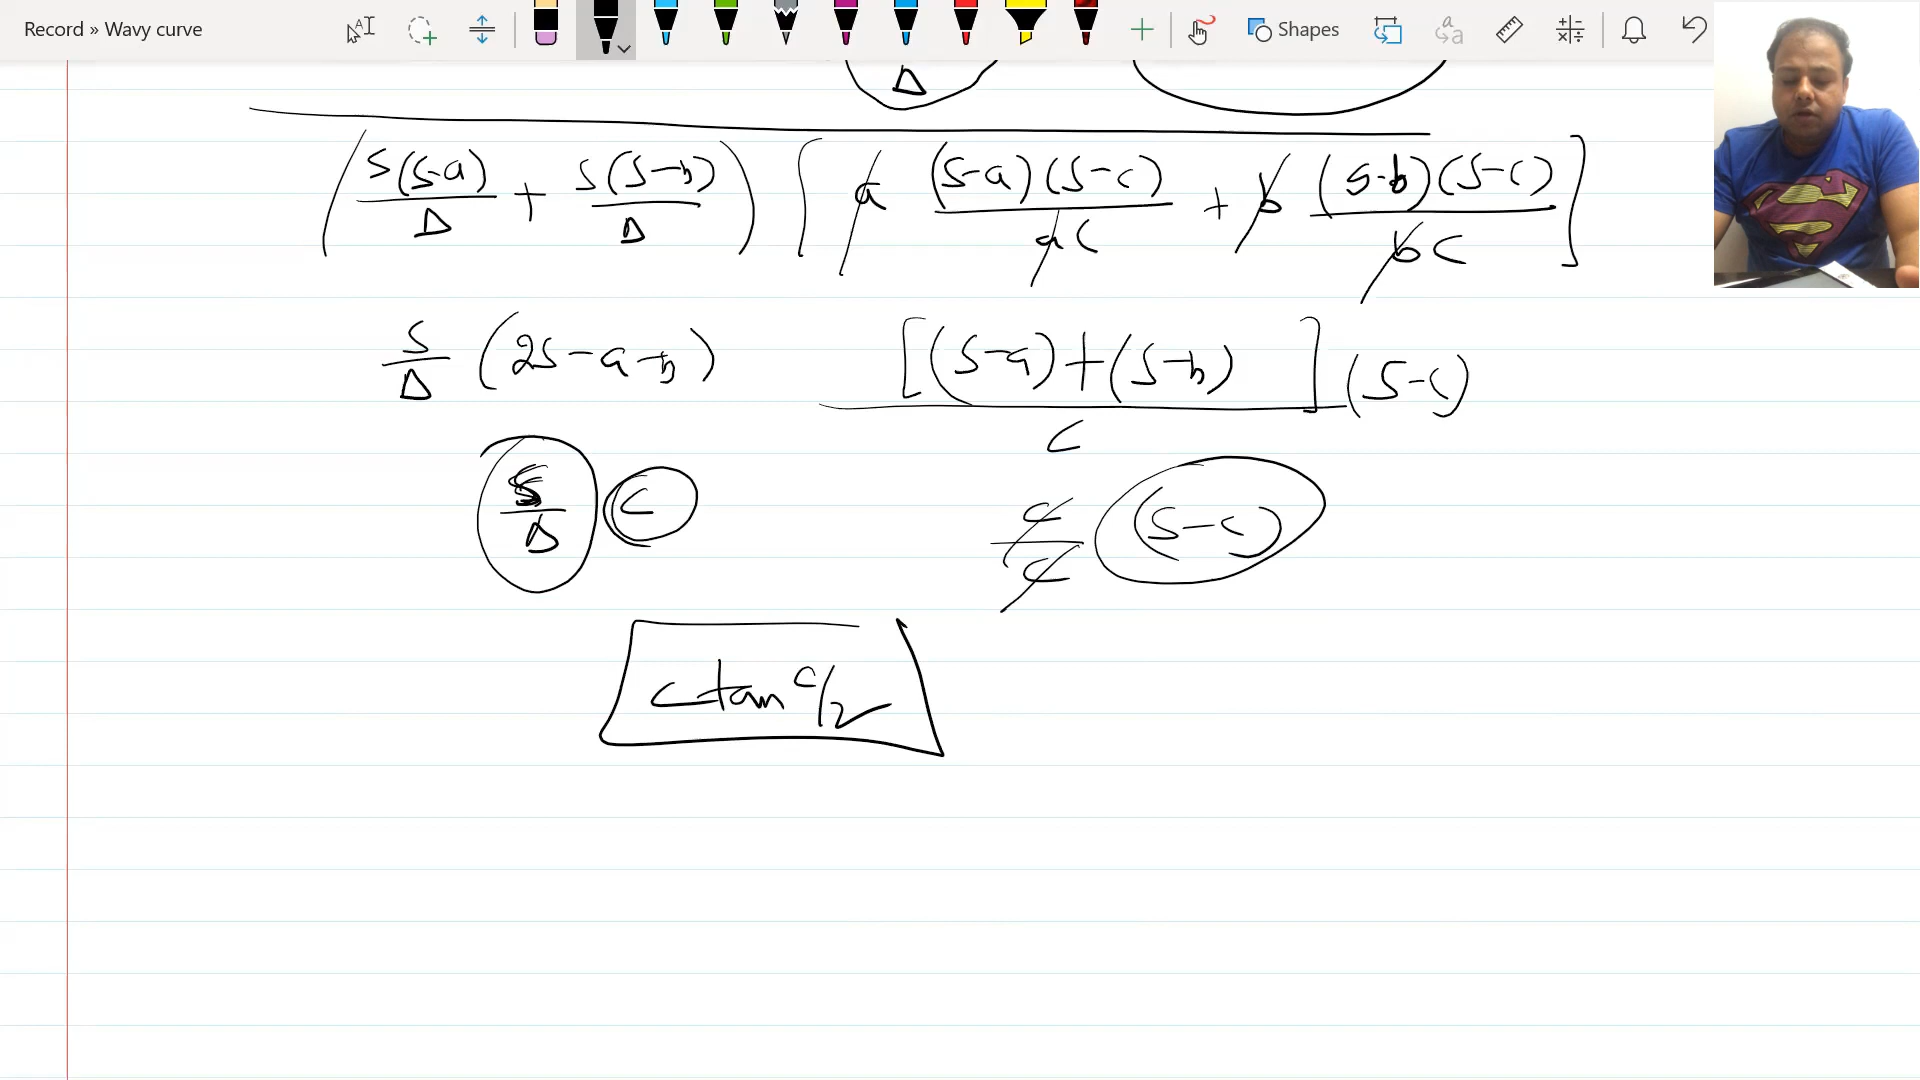 Record » Wavy curve
Shapes
Δ
(s(s-a)/Δ + s(s-b)/Δ) [a (s-a)(s-c)/ac + b (s-b)(s-c)/bc]
s/Δ (2s-a-b) [(s-a)+(s-b)](s-c)/c
s/Δ c c/c (s-c)
c tan c/2